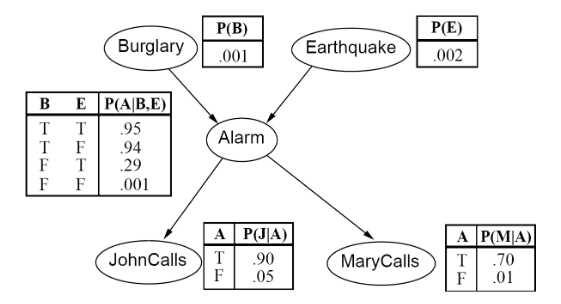 Burglary
P(B)
.001
Earthquake
P(E)
.002
B E P(A|B,E)
T T .95
T F .94
F T .29
F F .001
Alarm
JohnCalls
A P(J|A)
T .90
F .05
MaryCalls
A P(M|A)
T .70
F .01